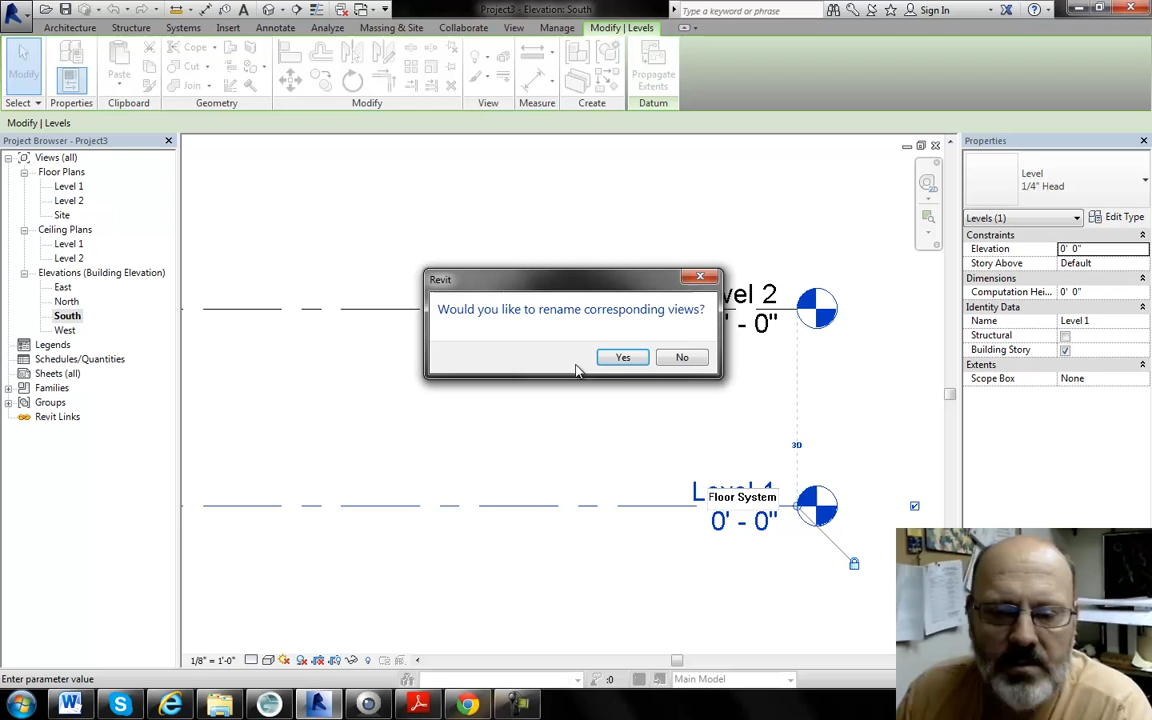 Project3 - Elevation: South
Type a keyword or phrase
Sign In
Architecture Structure Systems Insert Annotate Analyze Massing & Site Collaborate View Manage Modify | Levels
Modify
Paste
Cope
Cut
Join
Propagate
Extents
Select Properties Clipboard Geometry Modify View Measure Create Datum
Modify | Levels
Project Browser - Project3
Views (all)
Floor Plans
Level 1
Level 2
Site
Ceiling Plans
Level 1
Level 2
Elevations (Building Elevation)
East
North
South
West
Legends
Schedules/Quantities
Sheets (all)
Families
Groups
Revit Links
Revit
Would you like to rename corresponding views?
Yes No
vel 2
' - 0"
3D
Level 1
Floor System
0' - 0"
Properties
Level
1/4" Head
Levels (1)
Edit Type
Constraints
Elevation 0' 0"
Story Above Default
Dimensions
Computation Hei... 0' 0"
Identity Data
Name Level 1
Structural
Building Story
Extents
Scope Box None
1/8" = 1'-0"
Enter parameter value
:0
Main Model